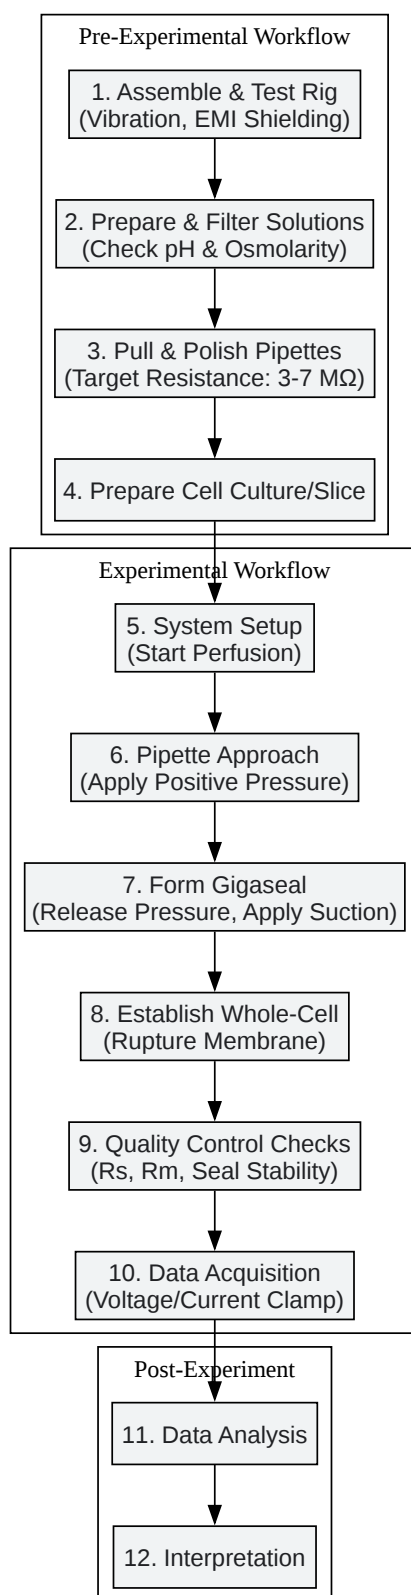 Pre-Experimental Workflow
1. Assemble & Test Rig
(Vibration, EMI Shielding)
2. Prepare & Filter Solutions
(Check pH & Osmolarity)
3. Pull & Polish Pipettes
(Target Resistance: 3-7 MΩ)
4. Prepare Cell Culture/Slice
Experimental Workflow
5. System Setup
(Start Perfusion)
6. Pipette Approach
(Apply Positive Pressure)
7. Form Gigaseal
(Release Pressure, Apply Suction)
8. Establish Whole-Cell
(Rupture Membrane)
9. Quality Control Checks
(Rs, Rm, Seal Stability)
10. Data Acquisition
(Voltage/Current Clamp)
Post-Experiment
11. Data Analysis
12. Interpretation